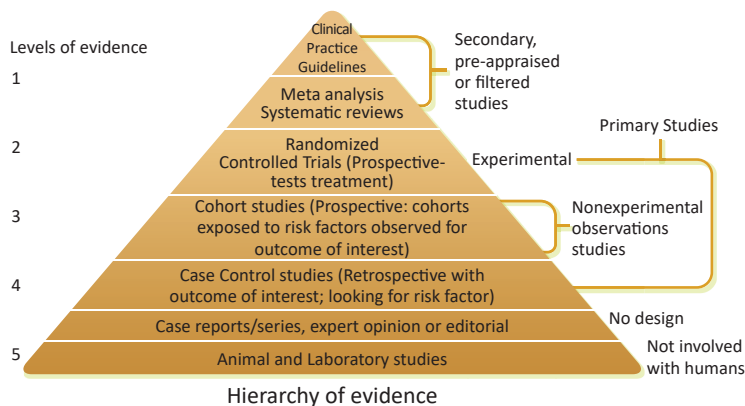 Levels of evidence
1
2
3
4
5
Clinical
Practice
Guidelines
Meta analysis
Systematic reviews
Randomized
Controlled Trials (Prospective-
tests treatment)
Cohort studies (Prospective: cohorts
exposed to risk factors observed for
outcome of interest)
Case Control studies (Retrospective with
outcome of interest; looking for risk factor)
Case reports/series, expert opinion or editorial
Animal and Laboratory studies
Secondary,
pre-appraised
or filtered
studies
Primary Studies
Experimental
Nonexperimental
observations
studies
No design
Not involved
with humans
Hierarchy of evidence